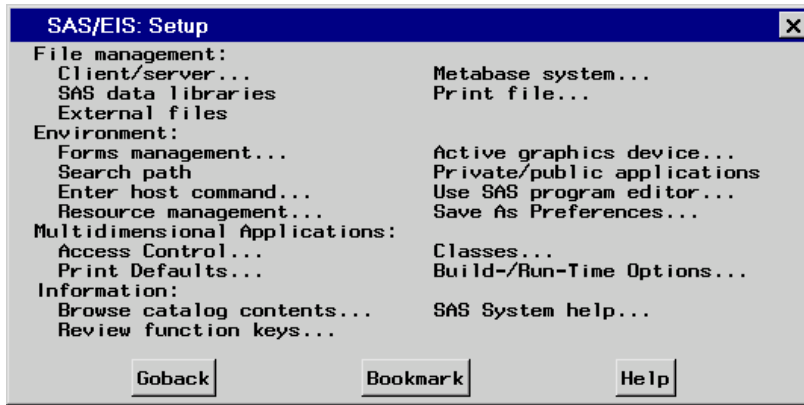 SAS/EIS: Setup
File management:
Client/server... Metabase system...
SAS data libraries Print file...
External files
Environment:
Forms management... Active graphics device...
Search path Private/public applications
Enter host command... Use SAS program editor...
Resource management... Save As Preferences...
Multidimensional Applications:
Access Control... Classes...
Print Defaults... Build-/Run-Time Options...
Information:
Browse catalog contents... SAS System help...
Review function keys...
Goback Bookmark Help